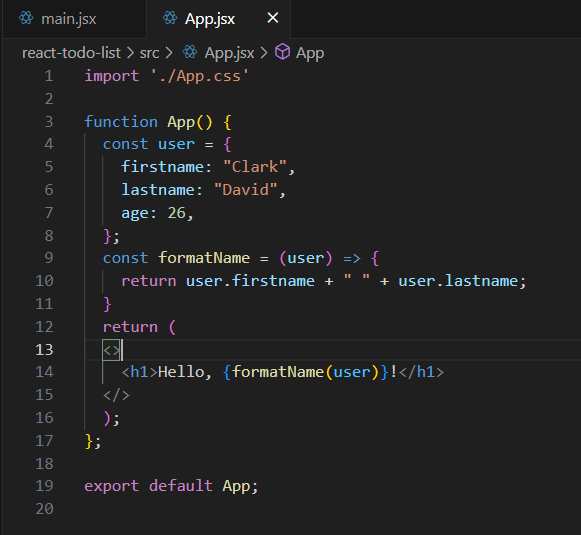 main.jsx App.jsx ×
react-todo-list > src > App.jsx > App
1 import './App.css'
2
3 function App() {
4 const user = {
5 firstname: "Clark",
6 lastname: "David",
7 age: 26,
8 };
9 const formatName = (user) => {
10 return user.firstname + " " + user.lastname;
11 }
12 return (
13 <>
14 <h1>Hello, {formatName(user)}!</h1>
15 </>
16 );
17 };
18
19 export default App;
20